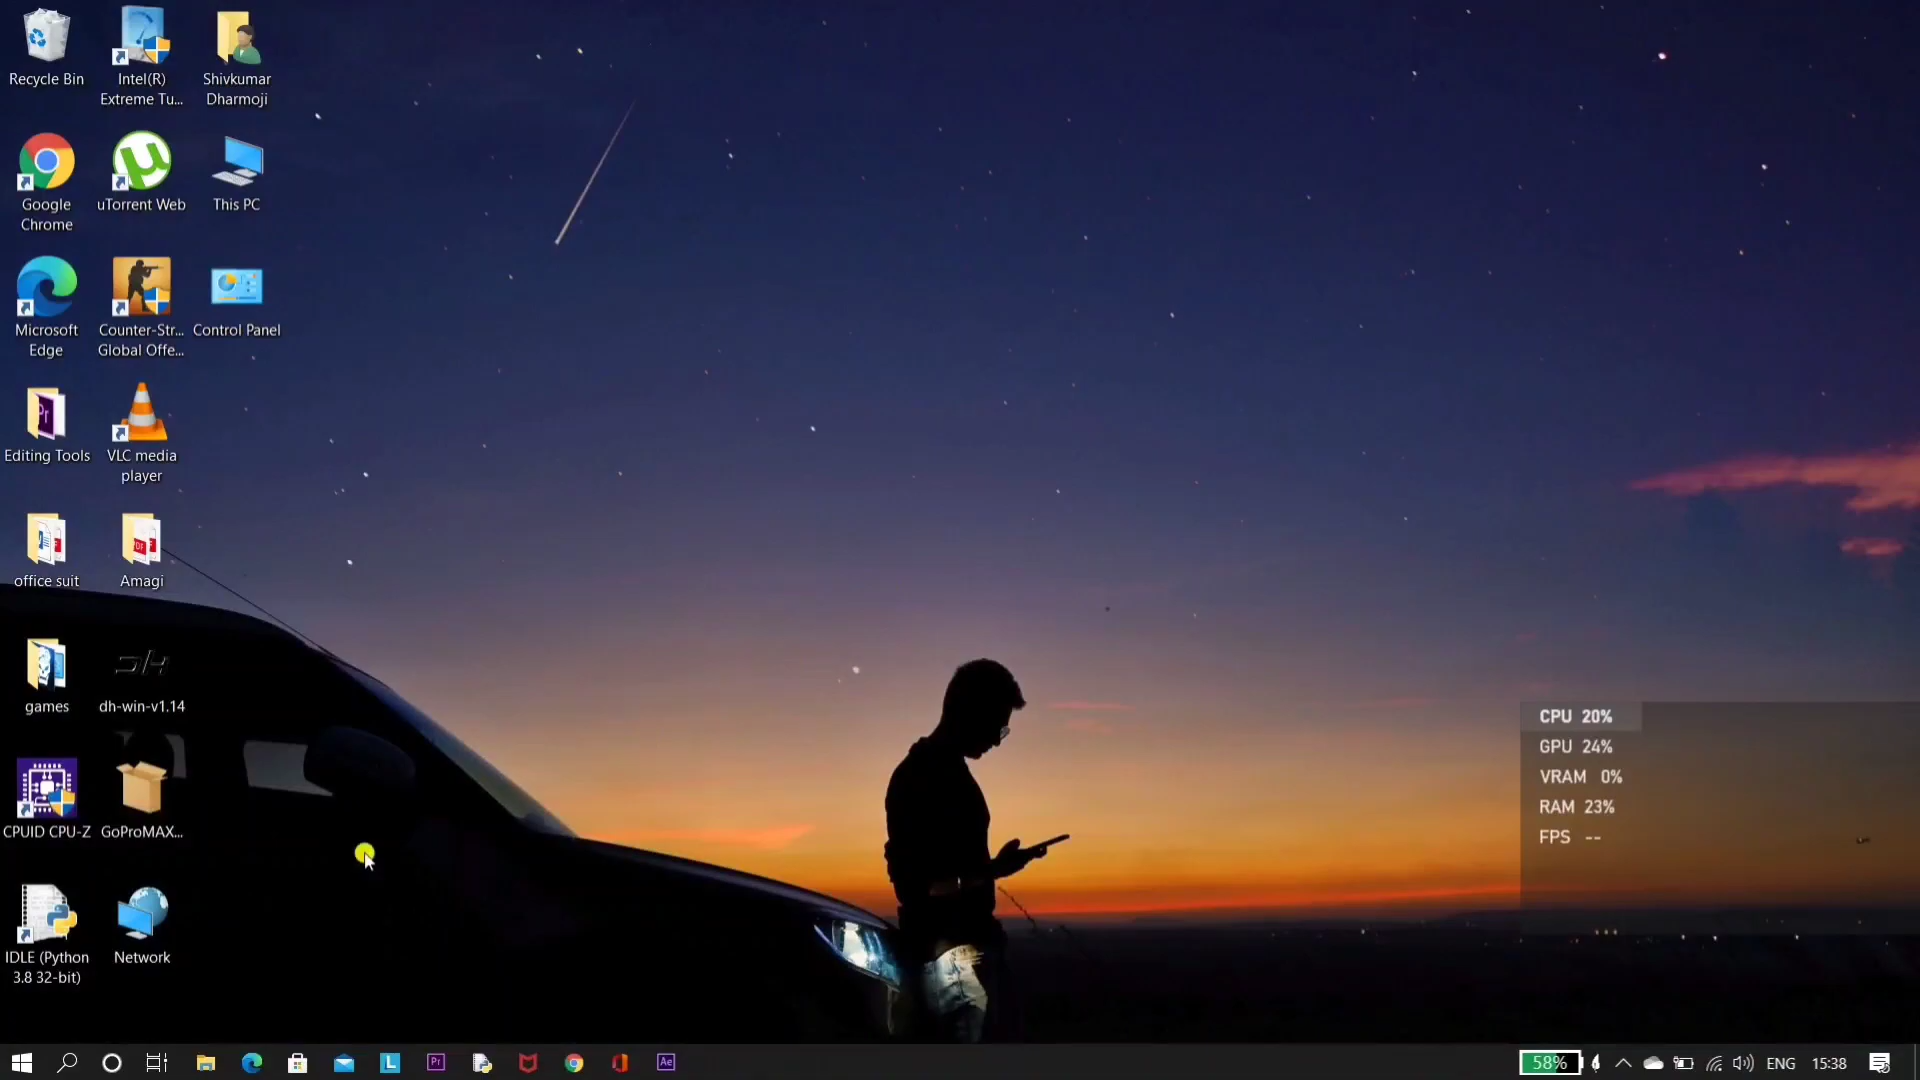 Recycle Bin
Intel(R)
Extreme Tu...
Shivkumar
Dharmoji
Google
Chrome
uTorrent Web
This PC
Microsoft
Edge
Counter-Str...
Global Offe...
Control Panel
Editing Tools
VLC media
player
office suit
Amagi
games
dh-win-v1.14
CPUID CPU-Z
GoProMAX...
IDLE (Python
3.8 32-bit)
Network
CPU 20%
GPU 24%
VRAM 0%
RAM 23%
FPS --
58%
ENG
15:38